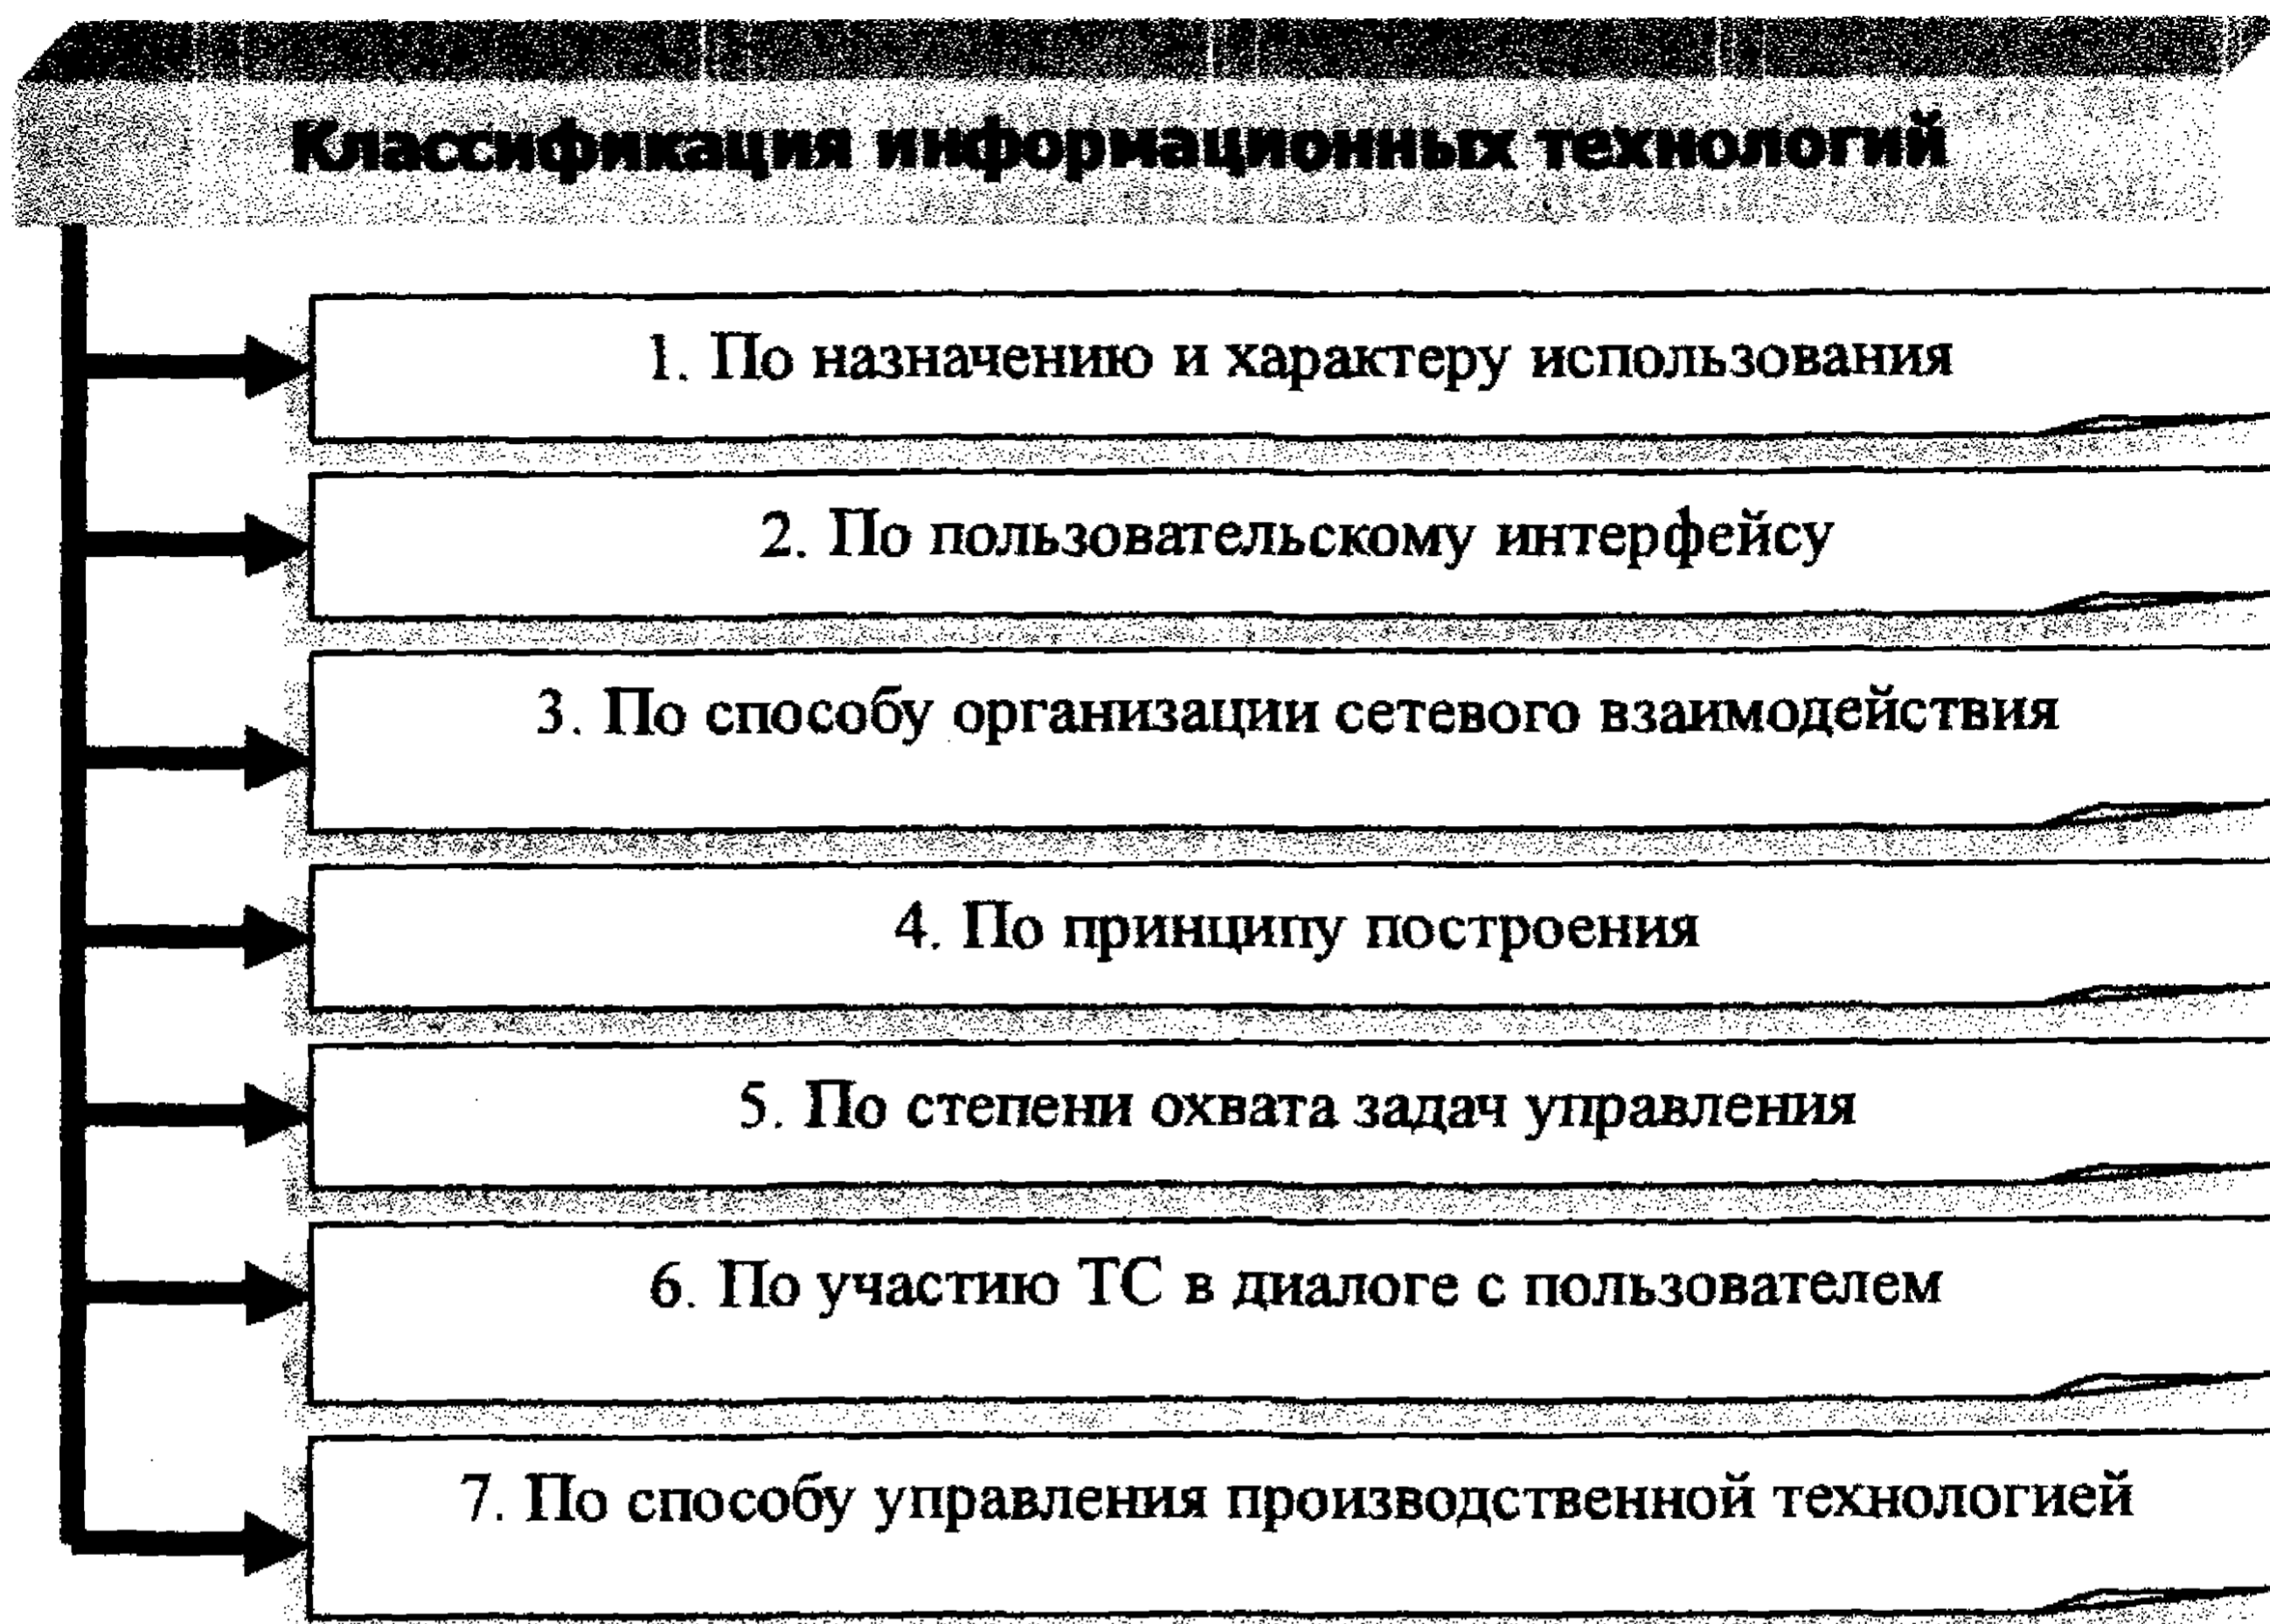 Классификация информационных технологий
1. По назначению и характеру использования
2. По пользовательскому интерфейсу
3. По способу организации сетевого взаимодействия
4. По принципу построения
5. По степени охвата задач управления
6. По участию ТС в диалоге с пользователем
7. По способу управления производственной технологией